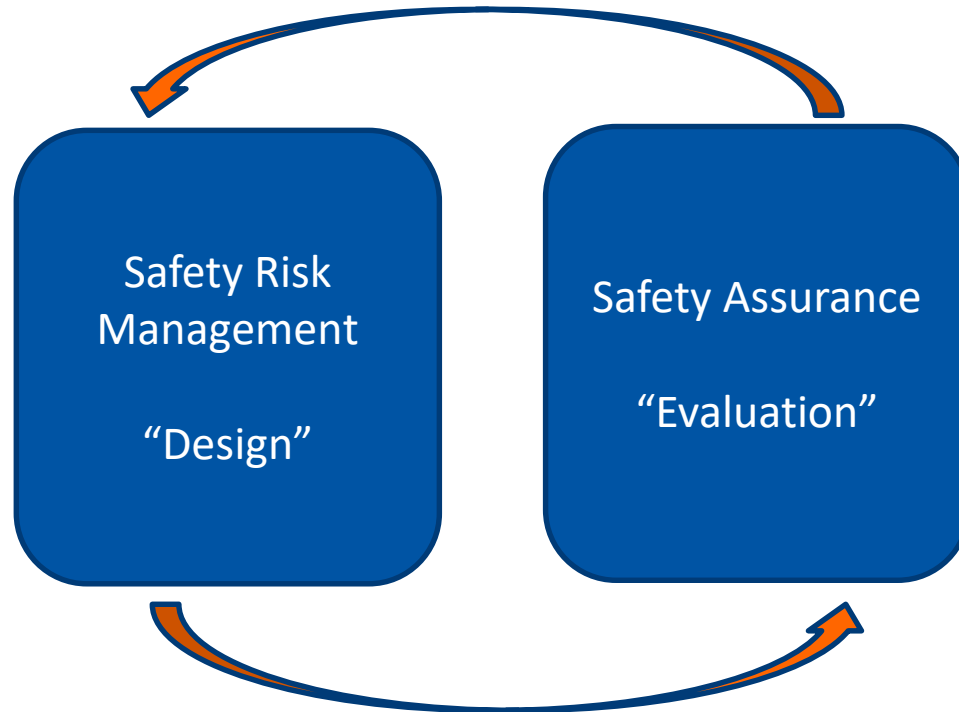 Safety Risk
Management
“Design”
Safety Assurance
“Evaluation”